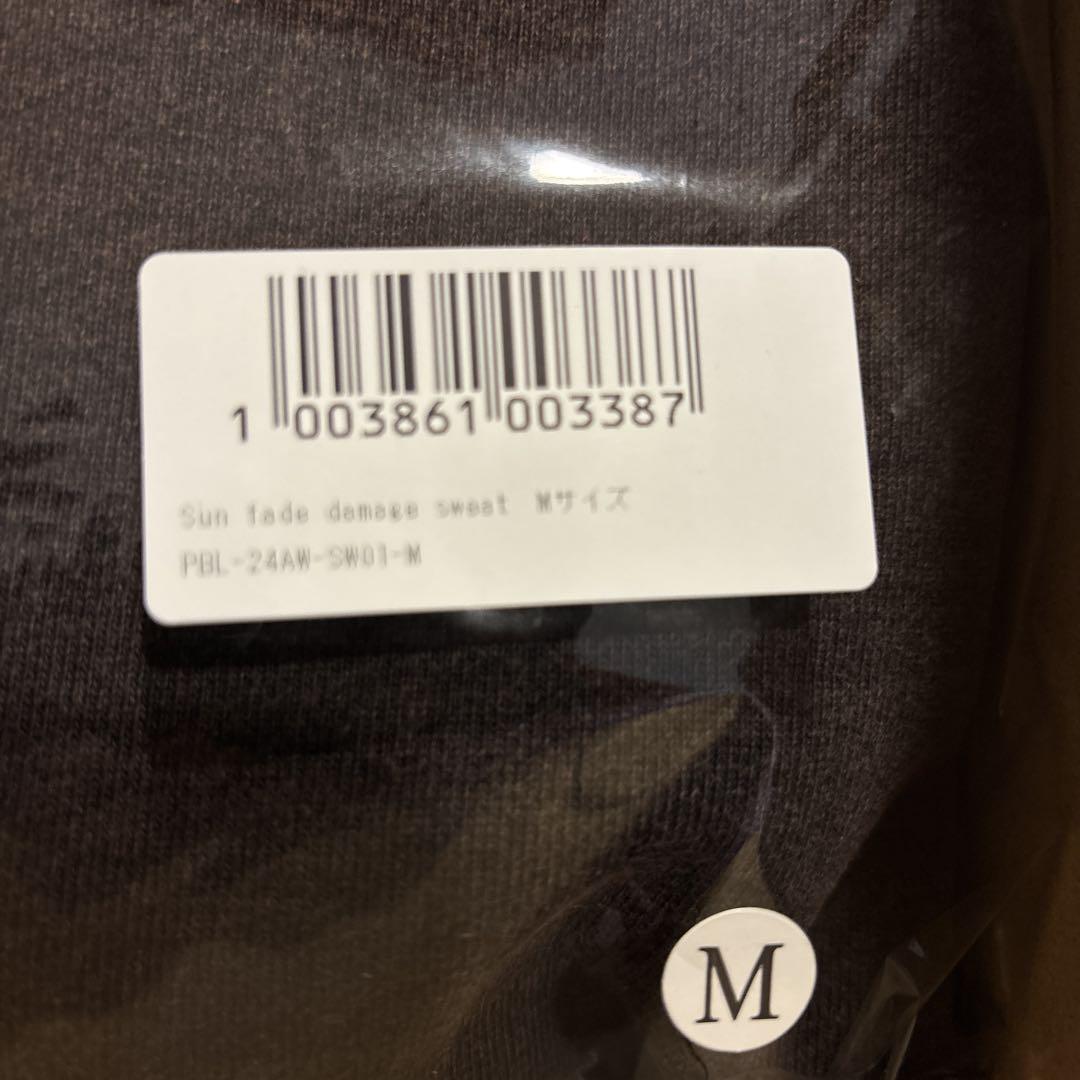 1 003861 003387
Sun fade damage sweat Mサイズ
PBL-24AW-SW01-M
M